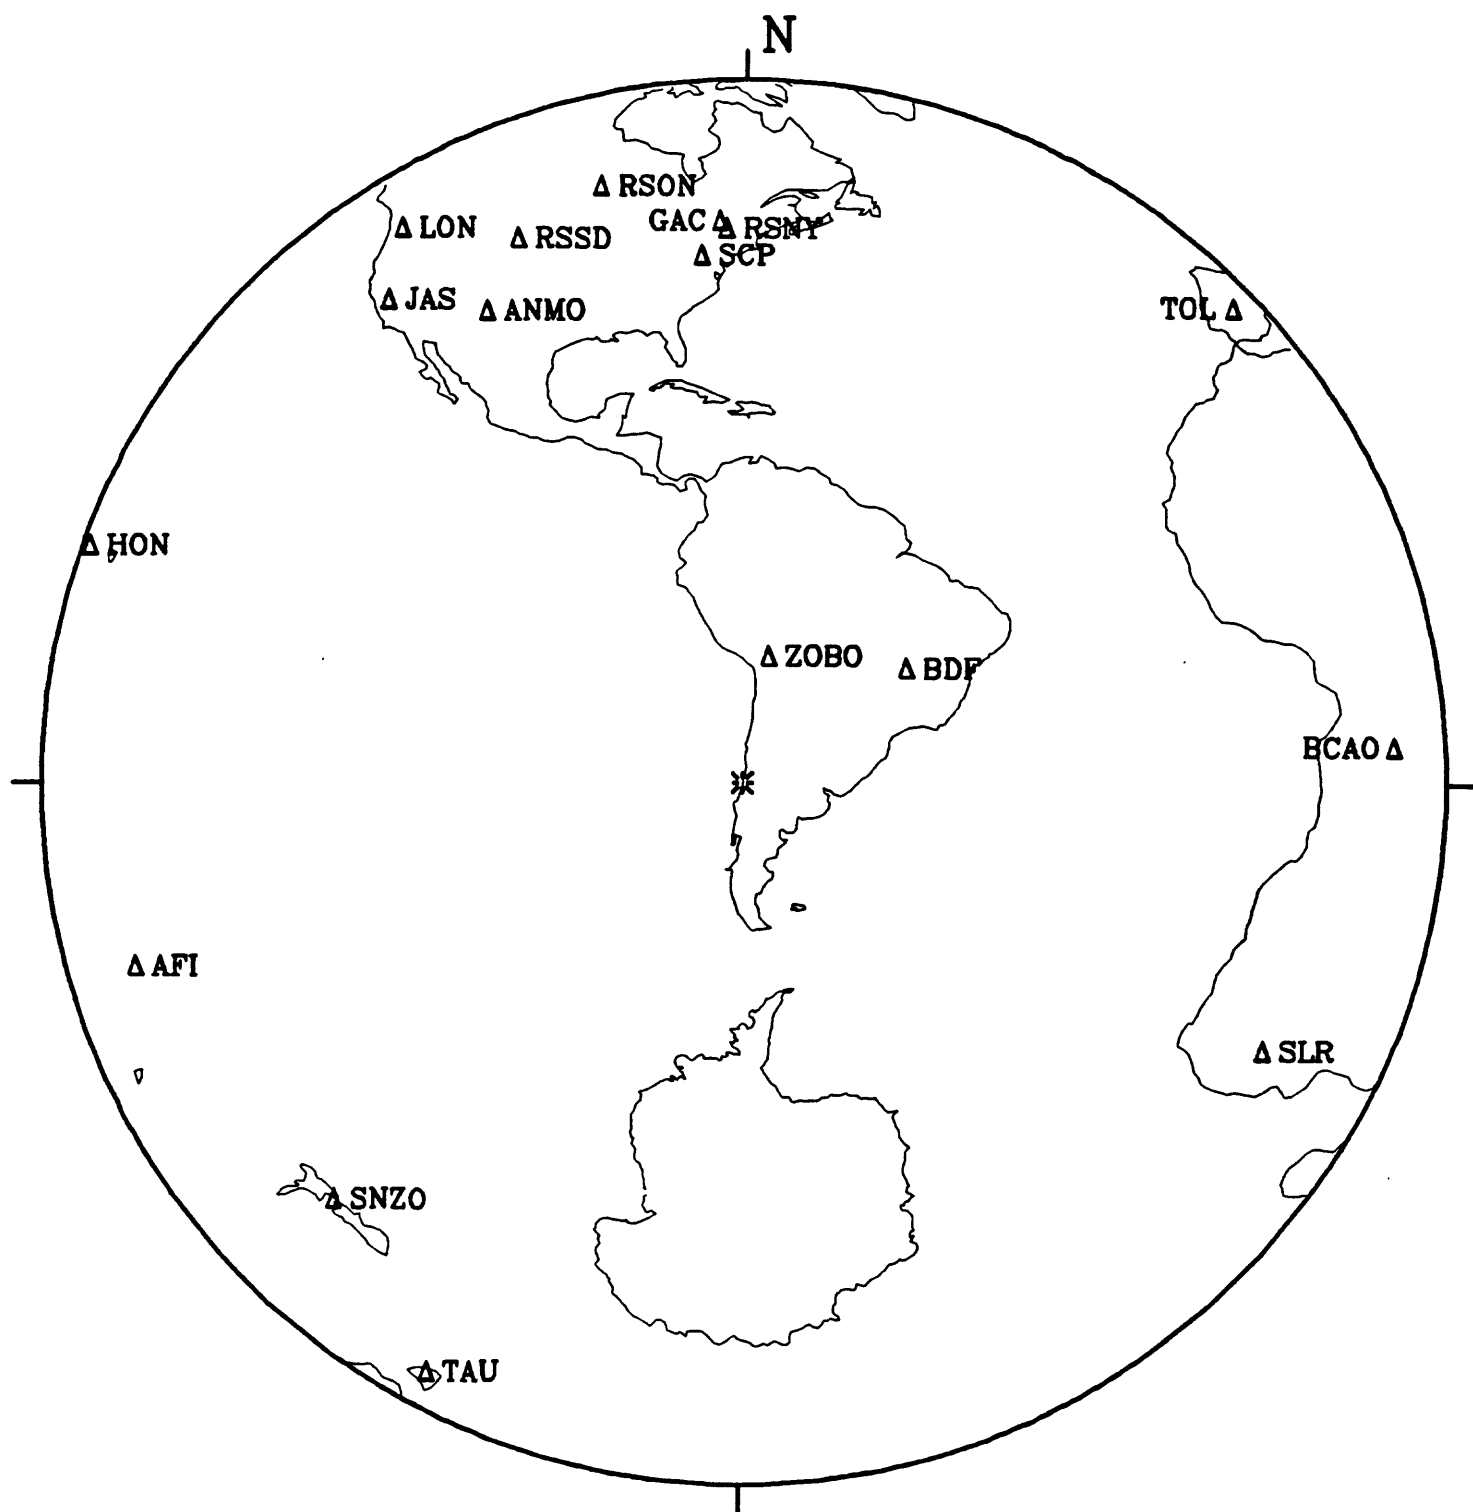 N
RSON
GAC
RSNY
LON
RSSD
SCP
JAS
ANMO
TOL
HON
ZOBO
BDF
BCAO
AFI
SLR
SNZO
TAU